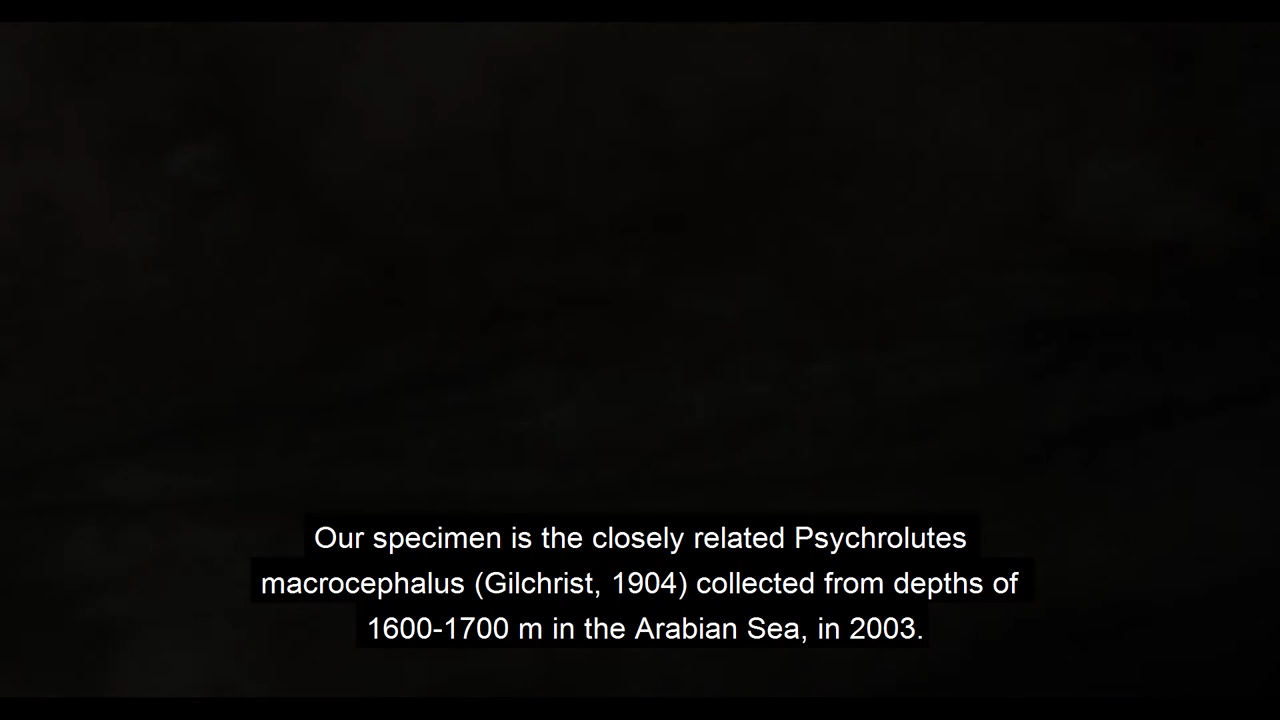 Our specimen is the closely related Psychrolutes
macrocephalus (Gilchrist, 1904) collected from depths of
1600-1700 m in the Arabian Sea, in 2003.